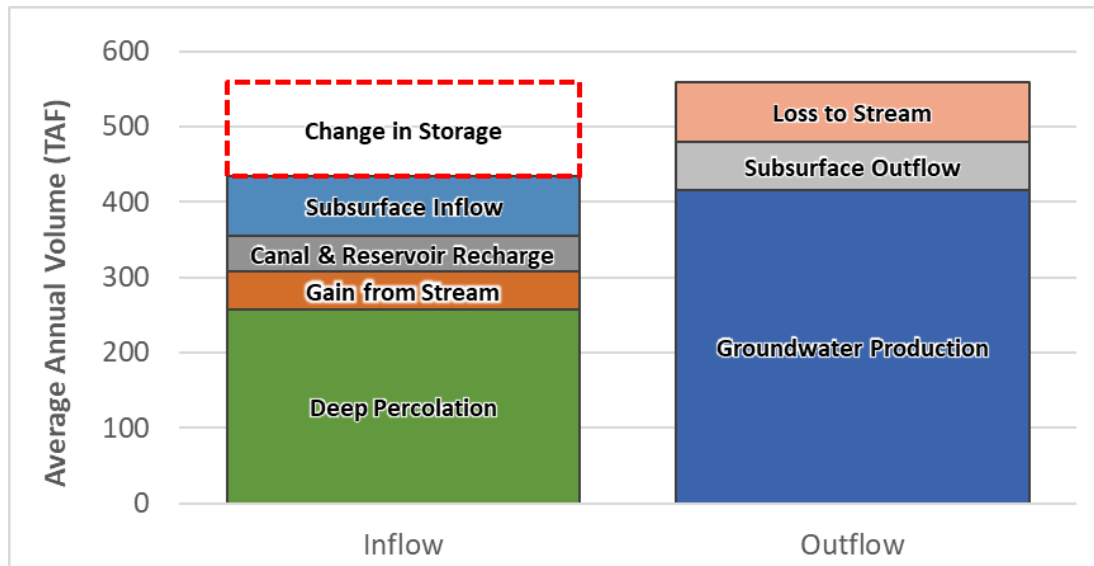 Average Annual Volume (TAF)
600
500
400
300
200
100
0
Change in Storage
Subsurface Inflow
Canal & Reservoir Recharge
Gain from Stream
Deep Percolation
Loss to Stream
Subsurface Outflow
Groundwater Production
Inflow
Outflow